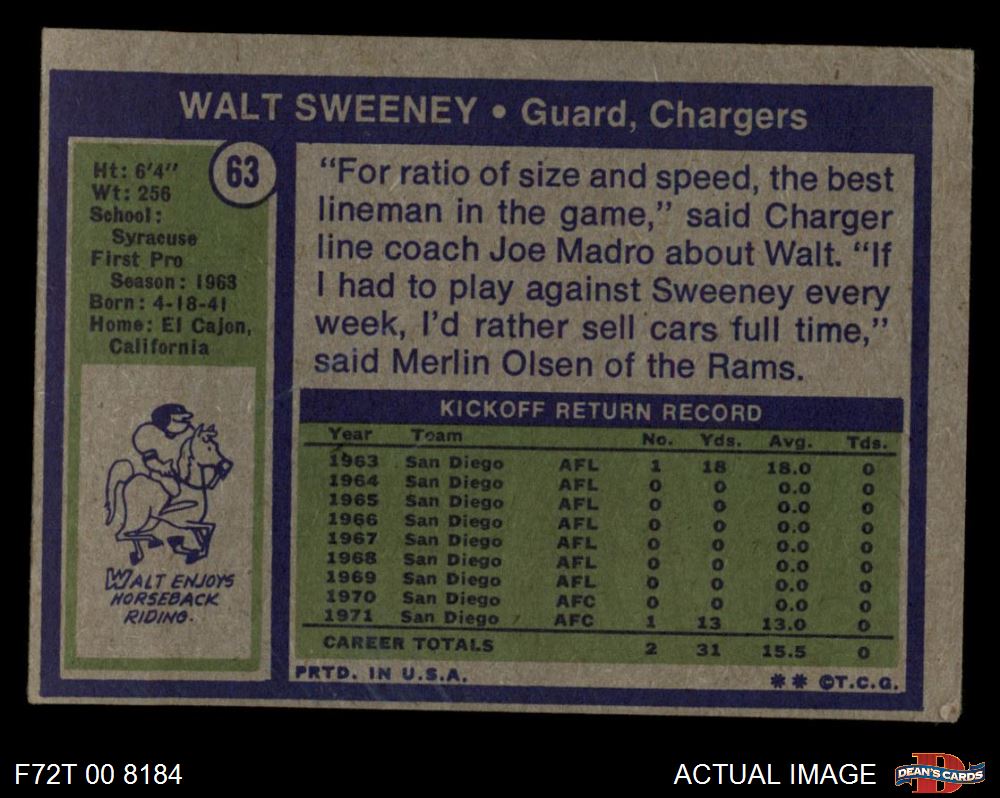 WALT SWEENEY • Guard, Chargers
63
Ht: 6'4"
Wt: 256
School:
Syracuse
First Pro
Season: 1963
Born: 4-18-41
Home: El Cajon,
California
WALT ENJOYS
HORSEBACK
RIDING.
"For ratio of size and speed, the best
lineman in the game," said Charger
line coach Joe Madro about Walt. "If
I had to play against Sweeney every
week, I'd rather sell cars full time,"
said Merlin Olsen of the Rams.
KICKOFF RETURN RECORD
Year Team No. Yds. Avg. Tds.
1963 San Diego AFL 1 18 18.0 0
1964 San Diego AFL 0 0 0.0 0
1965 San Diego AFL 0 0 0.0 0
1966 San Diego AFL 0 0 0.0 0
1967 San Diego AFL 0 0 0.0 0
1968 San Diego AFL 0 0 0.0 0
1969 San Diego AFL 0 0 0.0 0
1970 San Diego AFC 0 0 0.0 0
1971 San Diego AFC 1 13 13.0 0
CAREER TOTALS 2 31 15.5 0
PRTD. IN U.S.A. ** ©T.C.G.
F72T 00 8184
ACTUAL IMAGE
D
DEAN'S CARDS